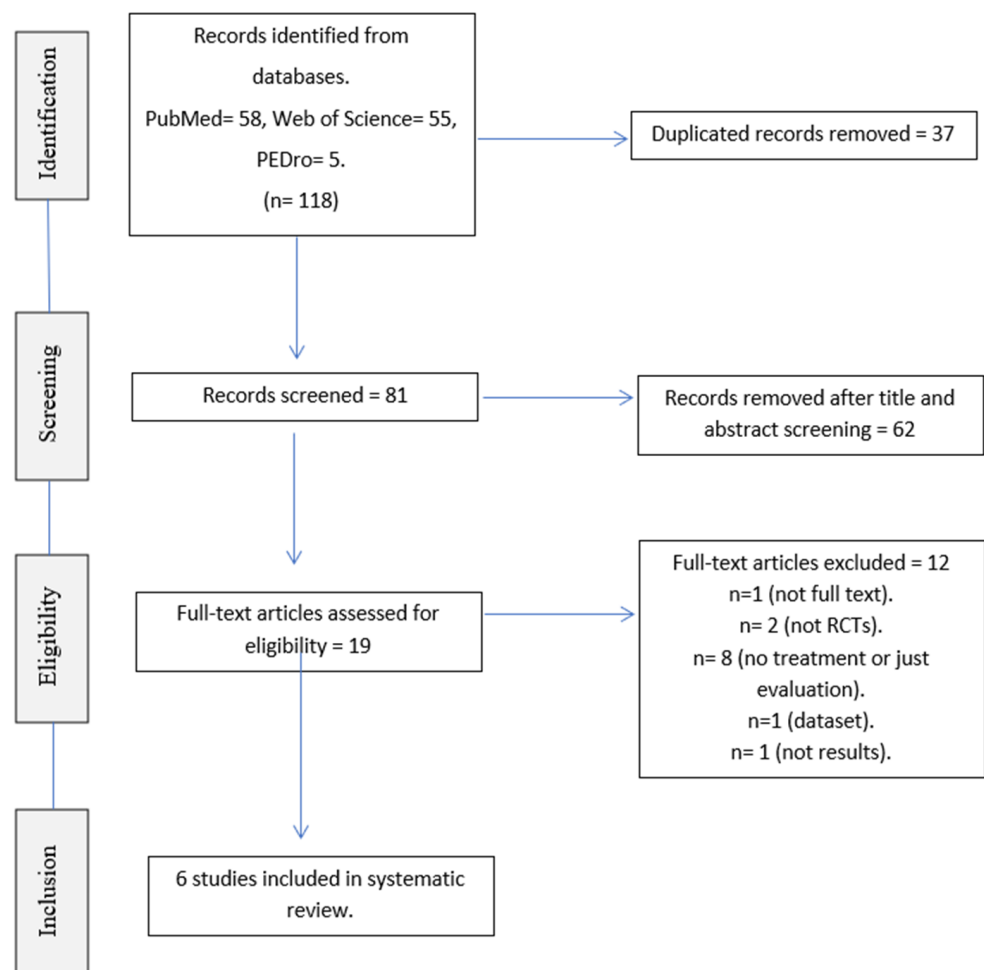 Identification
Records identified from
databases.
PubMed= 58, Web of Science= 55,
PEDro= 5.
(n= 118)
Duplicated records removed = 37
Screening
Records screened = 81
Records removed after title and
abstract screening = 62
Eligibility
Full-text articles assessed for
eligibility = 19
Full-text articles excluded = 12
n=1 (not full text).
n= 2 (not RCTs).
n= 8 (no treatment or just
evaluation).
n=1 (dataset).
n= 1 (not results).
Inclusion
6 studies included in systematic
review.